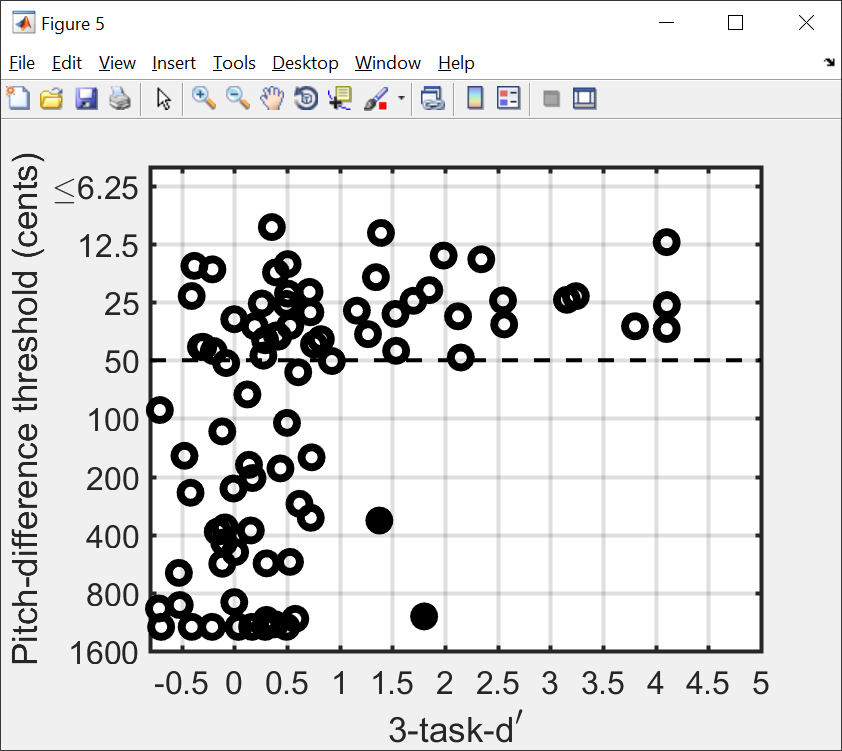 Figure 5
File Edit View Insert Tools Desktop Window Help
Pitch-difference threshold (cents)
≤6.25
12.5
25
50
100
200
400
800
1600
-0.5 0 0.5 1 1.5 2 2.5 3 3.5 4 4.5 5
3-task-d′